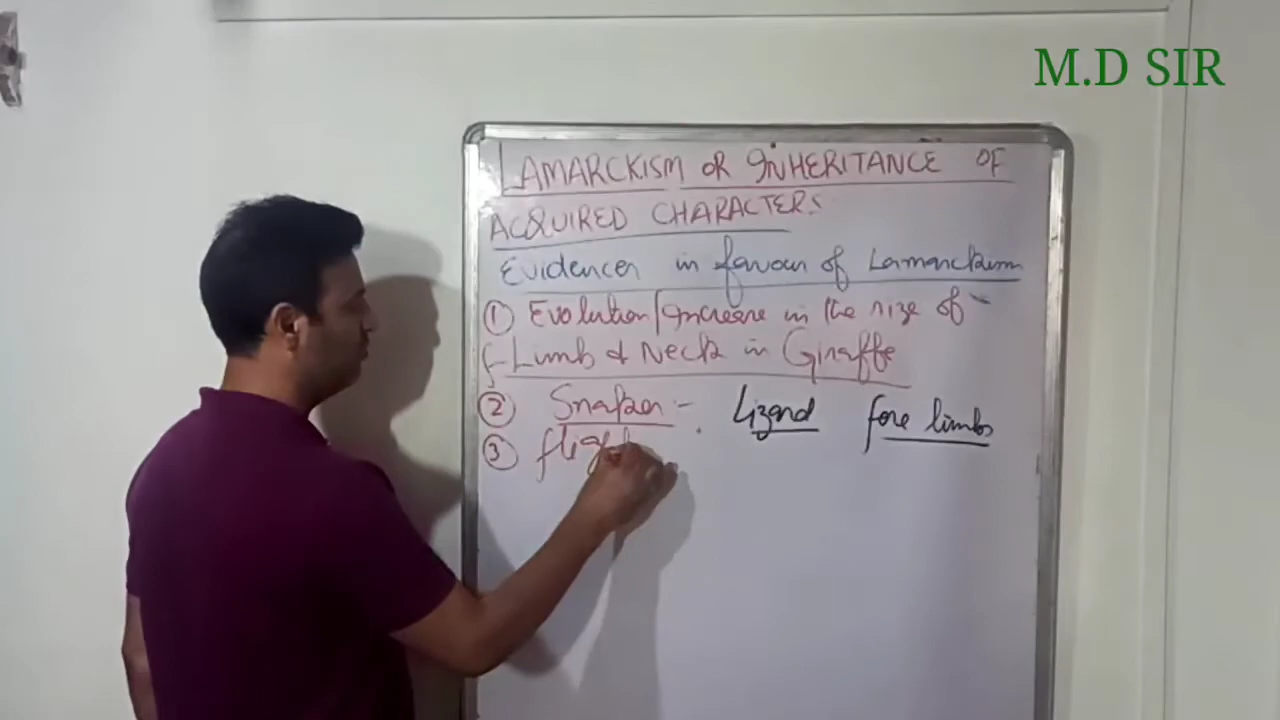 M.D SIR
LAMARCKISM OR INHERITANCE OF
ACQUIRED CHARACTERS
Evidences in favour of Lamarckism
① Evolution/Increase in the size of -
f Limb & Neck in Giraffe
② Snakes :- Lizard fore limbs
③ flight